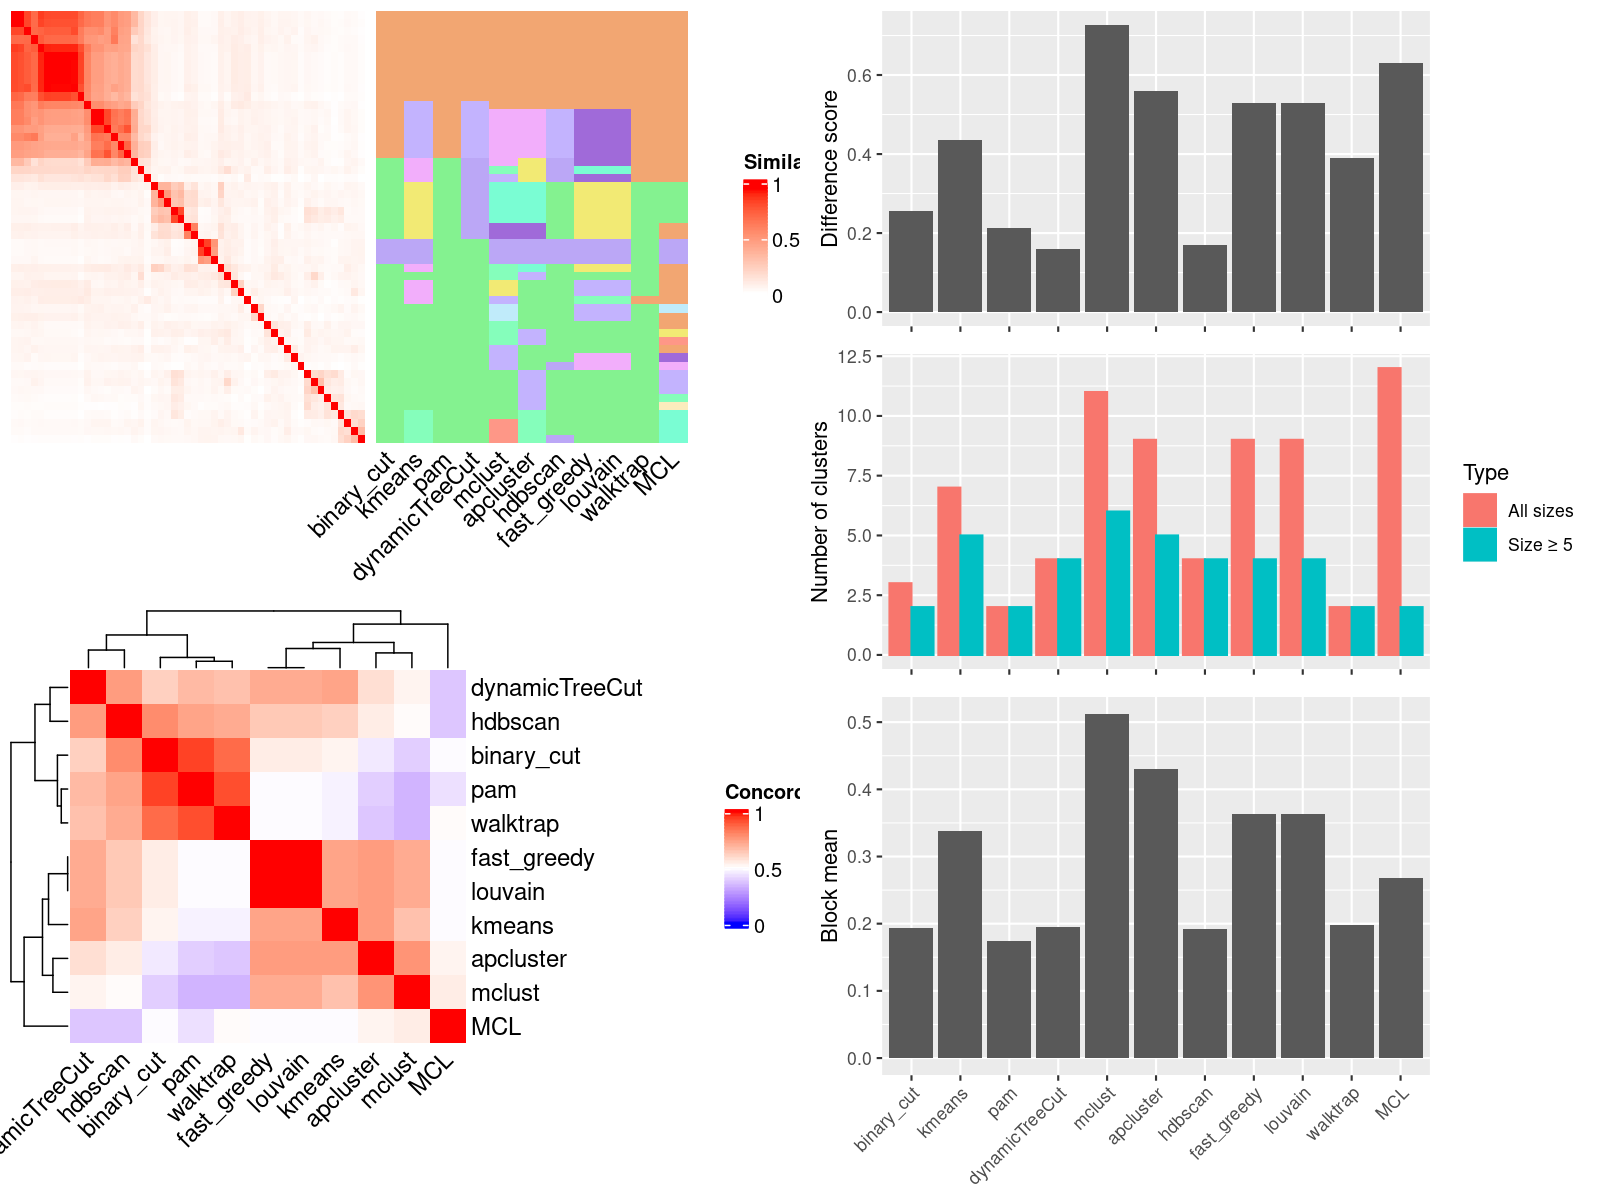 Simila
1
0.5
0
binary_cut
kmeans
pam
dynamicTreeCut
mclust
apcluster
hdbscan
fast_greedy
louvain
walktrap
MCL
dynamicTreeCut
hdbscan
binary_cut
pam
walktrap
fast_greedy
louvain
kmeans
apcluster
mclust
MCL
Concord
1
0.5
0
amicTreeCut
hdbscan
binary_cut
pam
walktrap
fast_greedy
louvain
kmeans
apcluster
mclust
MCL
Difference score
0.6
0.4
0.2
0.0
Number of clusters
12.5
10.0
7.5
5.0
2.5
0.0
Type
All sizes
Size ≥ 5
Block mean
0.5
0.4
0.3
0.2
0.1
0.0
binary_cut
kmeans
pam
dynamicTreeCut
mclust
apcluster
hdbscan
fast_greedy
louvain
walktrap
MCL